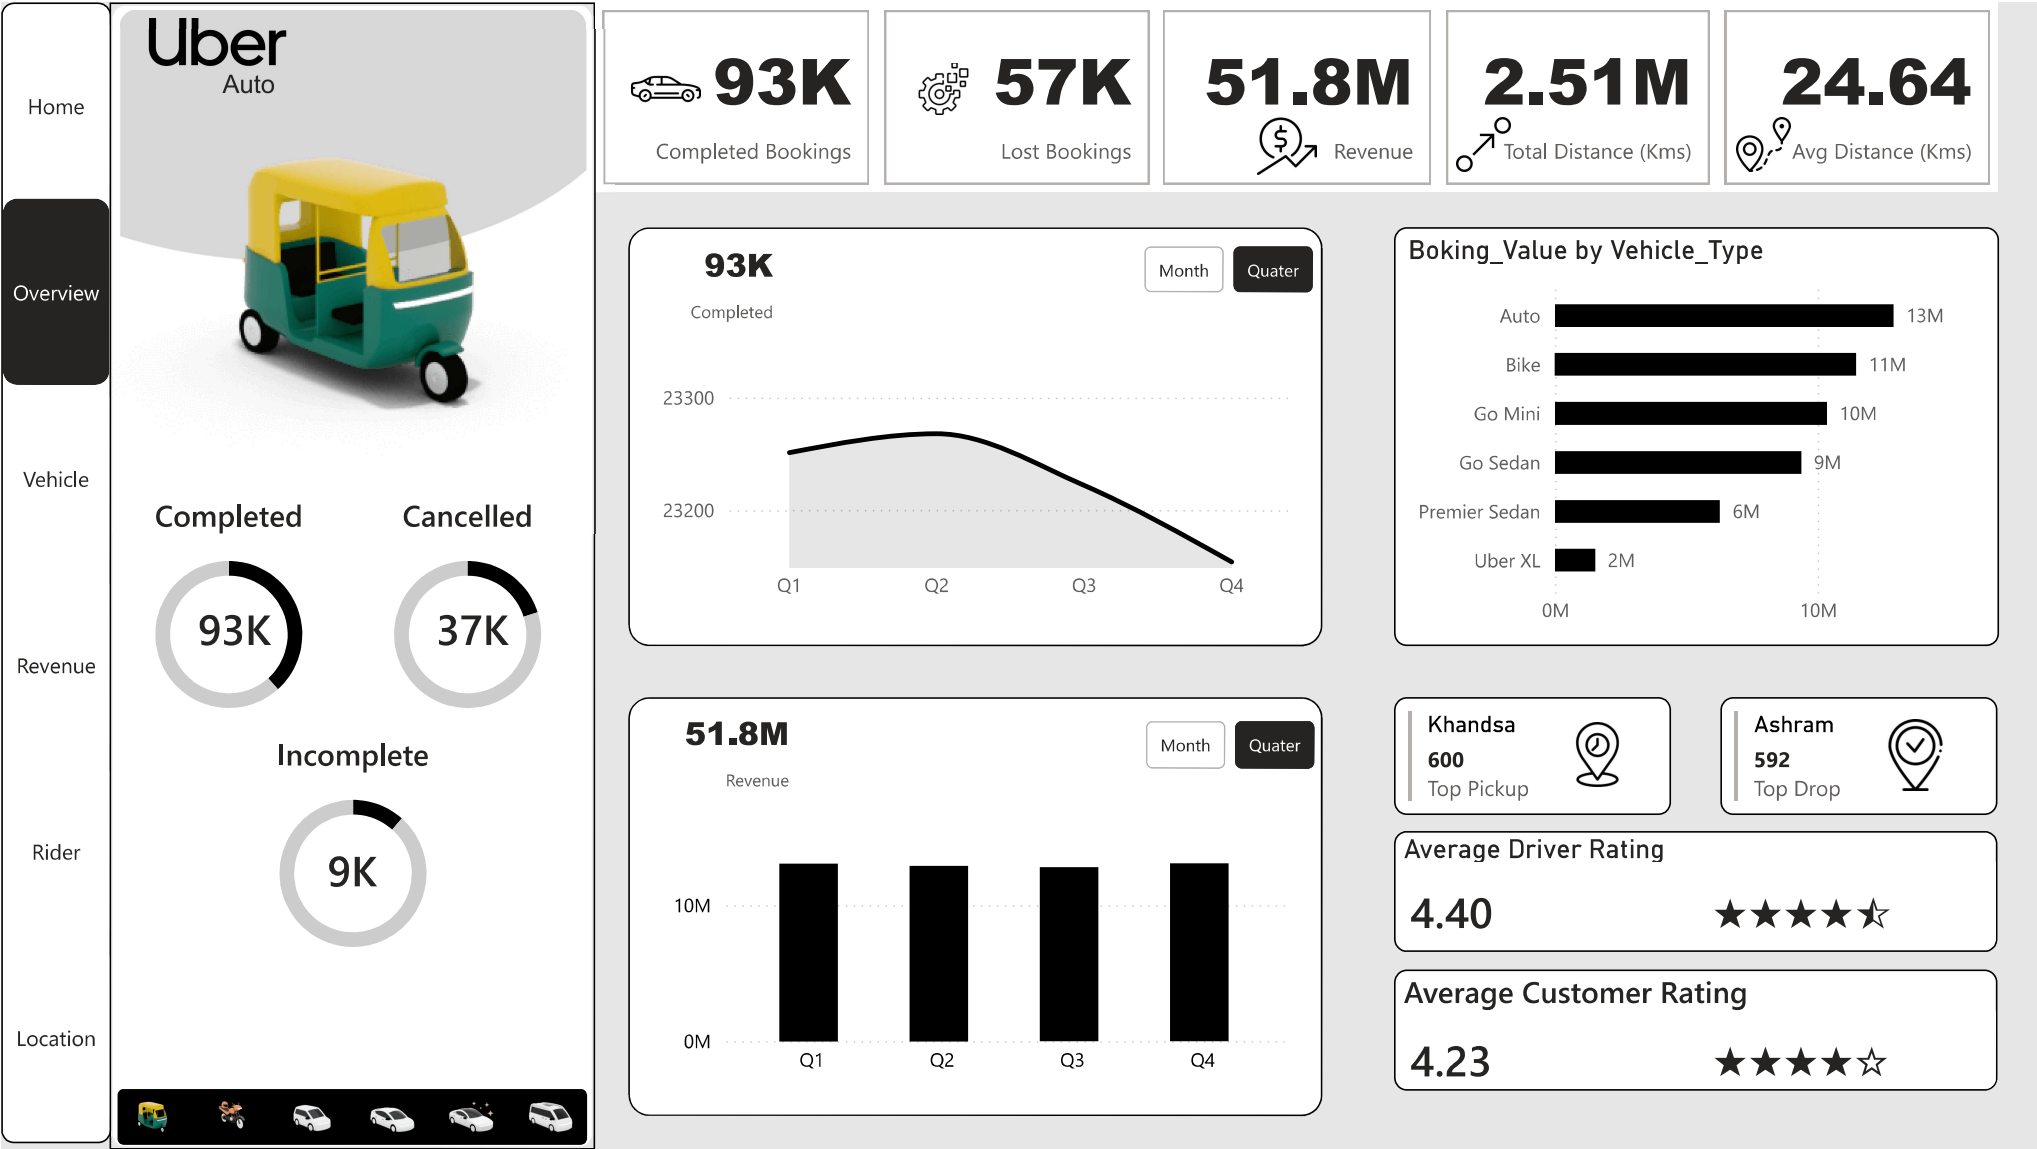 Home
Overview
Vehicle
Revenue
Rider
Location
Uber
Auto
Completed
93K
Cancelled
37K
Incomplete
9K
93K
Completed Bookings
57K
Lost Bookings
51.8M
Revenue
2.51M
Total Distance (Kms)
24.64
Avg Distance (Kms)
93K
Completed
Month
Quater
23300
23200
Q1 Q2 Q3 Q4
Boking_Value by Vehicle_Type
Auto 13M
Bike 11M
Go Mini 10M
Go Sedan 9M
Premier Sedan 6M
Uber XL 2M
0M 10M
51.8M
Revenue
Month
Quater
10M
0M
Q1 Q2 Q3 Q4
Khandsa
600
Top Pickup
Ashram
592
Top Drop
Average Driver Rating
4.40
Average Customer Rating
4.23